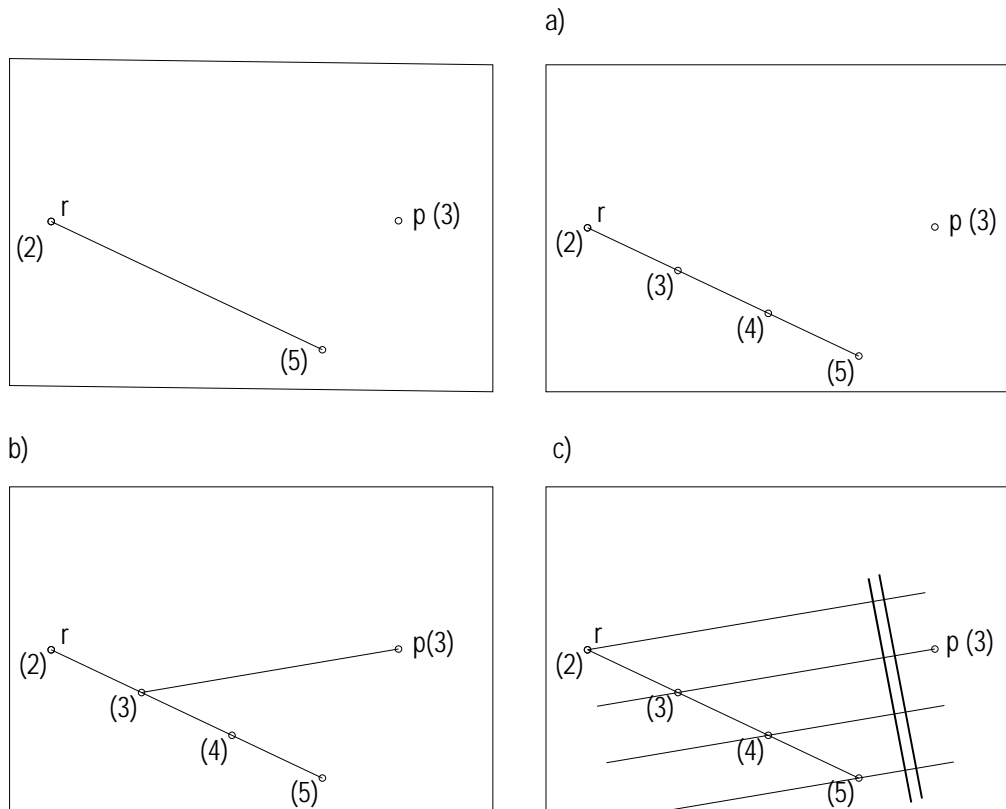 r
p (3)
(2)
(5)
a)
r
p (3)
(2)
(3)
(4)
(5)
b)
r
p(3)
(2)
(3)
(4)
(5)
c)
r
p (3)
(2)
(3)
(4)
(5)